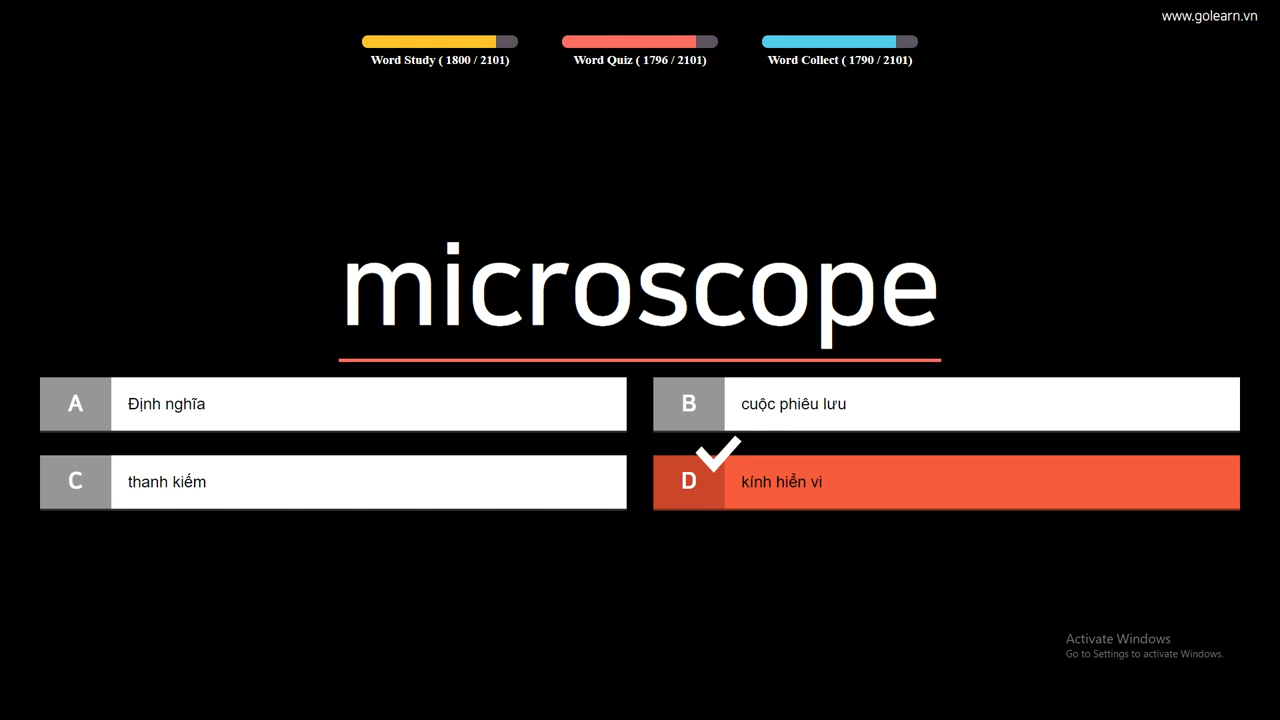 www.golearn.vn
Word Study ( 1800 / 2101)
Word Quiz ( 1796 / 2101)
Word Collect ( 1790 / 2101)
microscope
A Định nghĩa
B cuộc phiêu lưu
C thanh kiếm
D kính hiển vi
Activate Windows
Go to Settings to activate Windows.